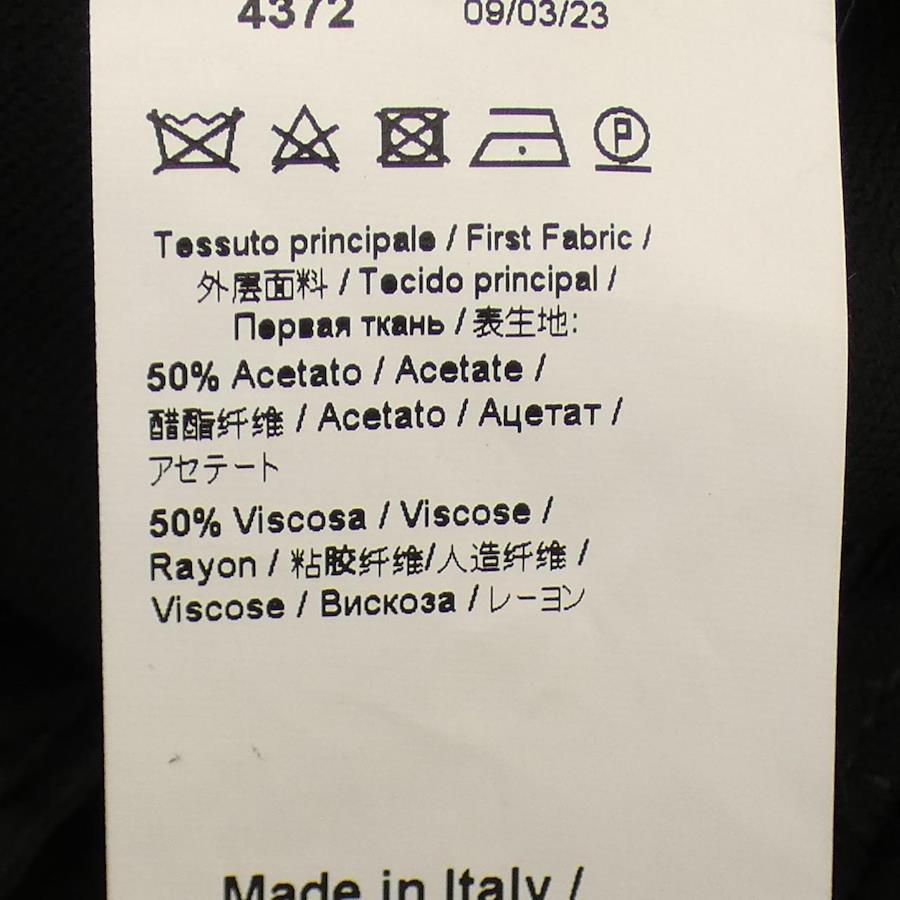 4372 09/03/23
P
Tessuto principale / First Fabric /
外层面料 / Tecido principal /
Первая ткань / 表生地:
50% Acetato / Acetate /
醋酯纤维 / Acetato / Ацетат /
アセテート
50% Viscosa / Viscose /
Rayon / 粘胶纤维/人造纤维 /
Viscose / Вискоза / レーヨン
Made in Italy /